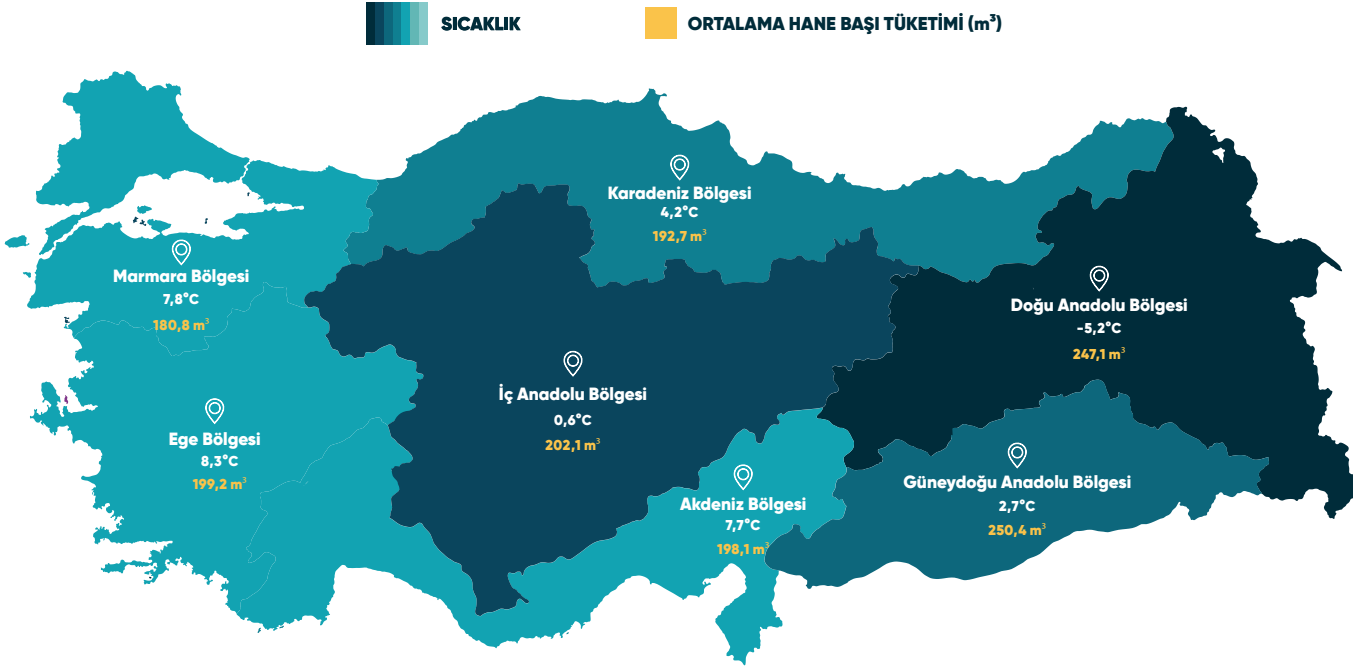 SICAKLIK
ORTALAMA HANE BAŞI TÜKETİMİ (m³)
Karadeniz Bölgesi
4,2°C
192,7 m³
Marmara Bölgesi
7,8°C
180,8 m³
Doğu Anadolu Bölgesi
-5,2°C
247,1 m³
İç Anadolu Bölgesi
0,6°C
202,1 m³
Ege Bölgesi
8,3°C
199,2 m³
Akdeniz Bölgesi
7,7°C
198,1 m³
Güneydoğu Anadolu Bölgesi
2,7°C
250,4 m³